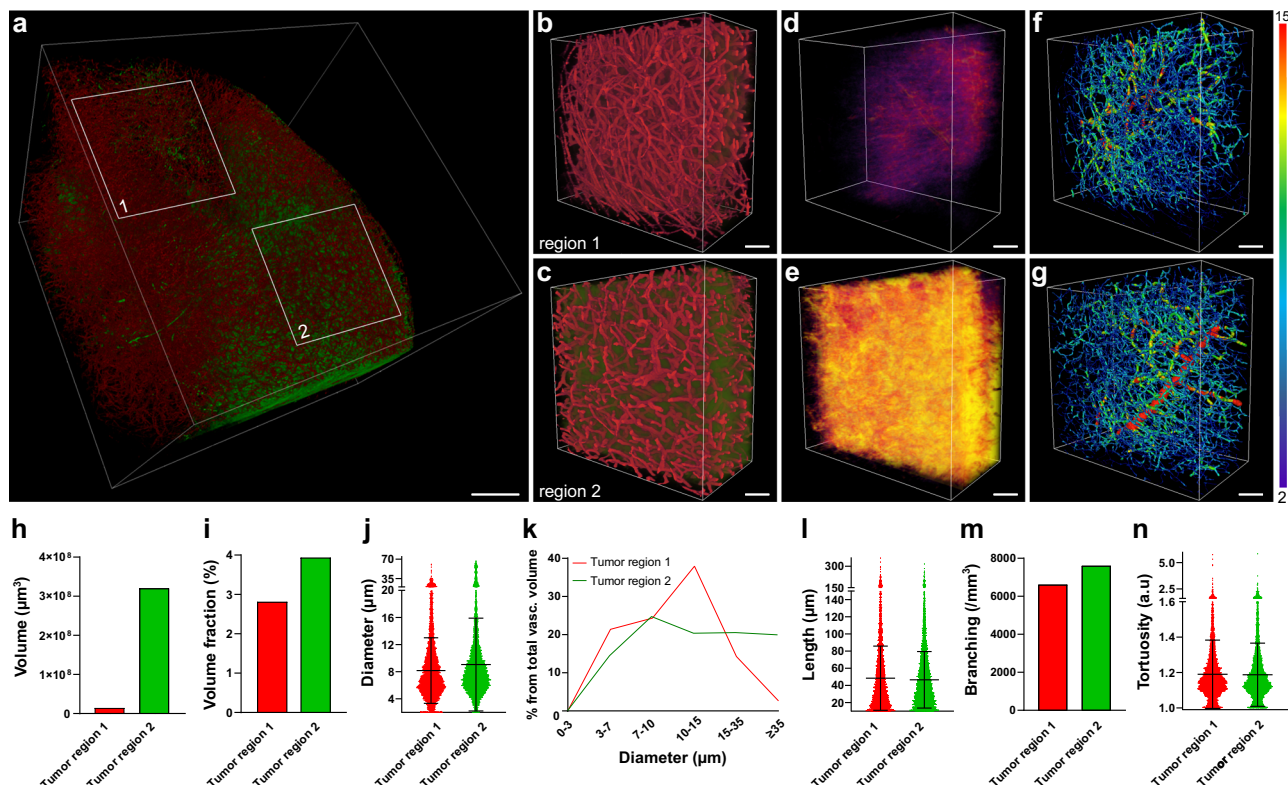 a
1
2
b
region 1
c
region 2
d
e
f
g
15
2
h
Volume (µm³)
4×10⁸
3×10⁸
2×10⁸
1×10⁸
0
Tumor region 1
Tumor region 2
i
Volume fraction (%)
4
3
2
1
0
Tumor region 1
Tumor region 2
j
Diameter (µm)
70
35
20
16
12
8
4
Tumor region 1
Tumor region 2
k
% from total vasc. volume
40
30
20
10
0
Tumor region 1
Tumor region 2
0-3
3-7
7-10
10-15
15-35
≥35
Diameter (µm)
l
Length (µm)
300
150
100
80
60
40
20
Tumor region 1
Tumor region 2
m
Branching (/mm³)
8000
6000
4000
2000
0
Tumor region 1
Tumor region 2
n
Tortuosity (a.u)
5.0
1.6
1.4
1.2
1.0
Tumor region 1
Tumor region 2